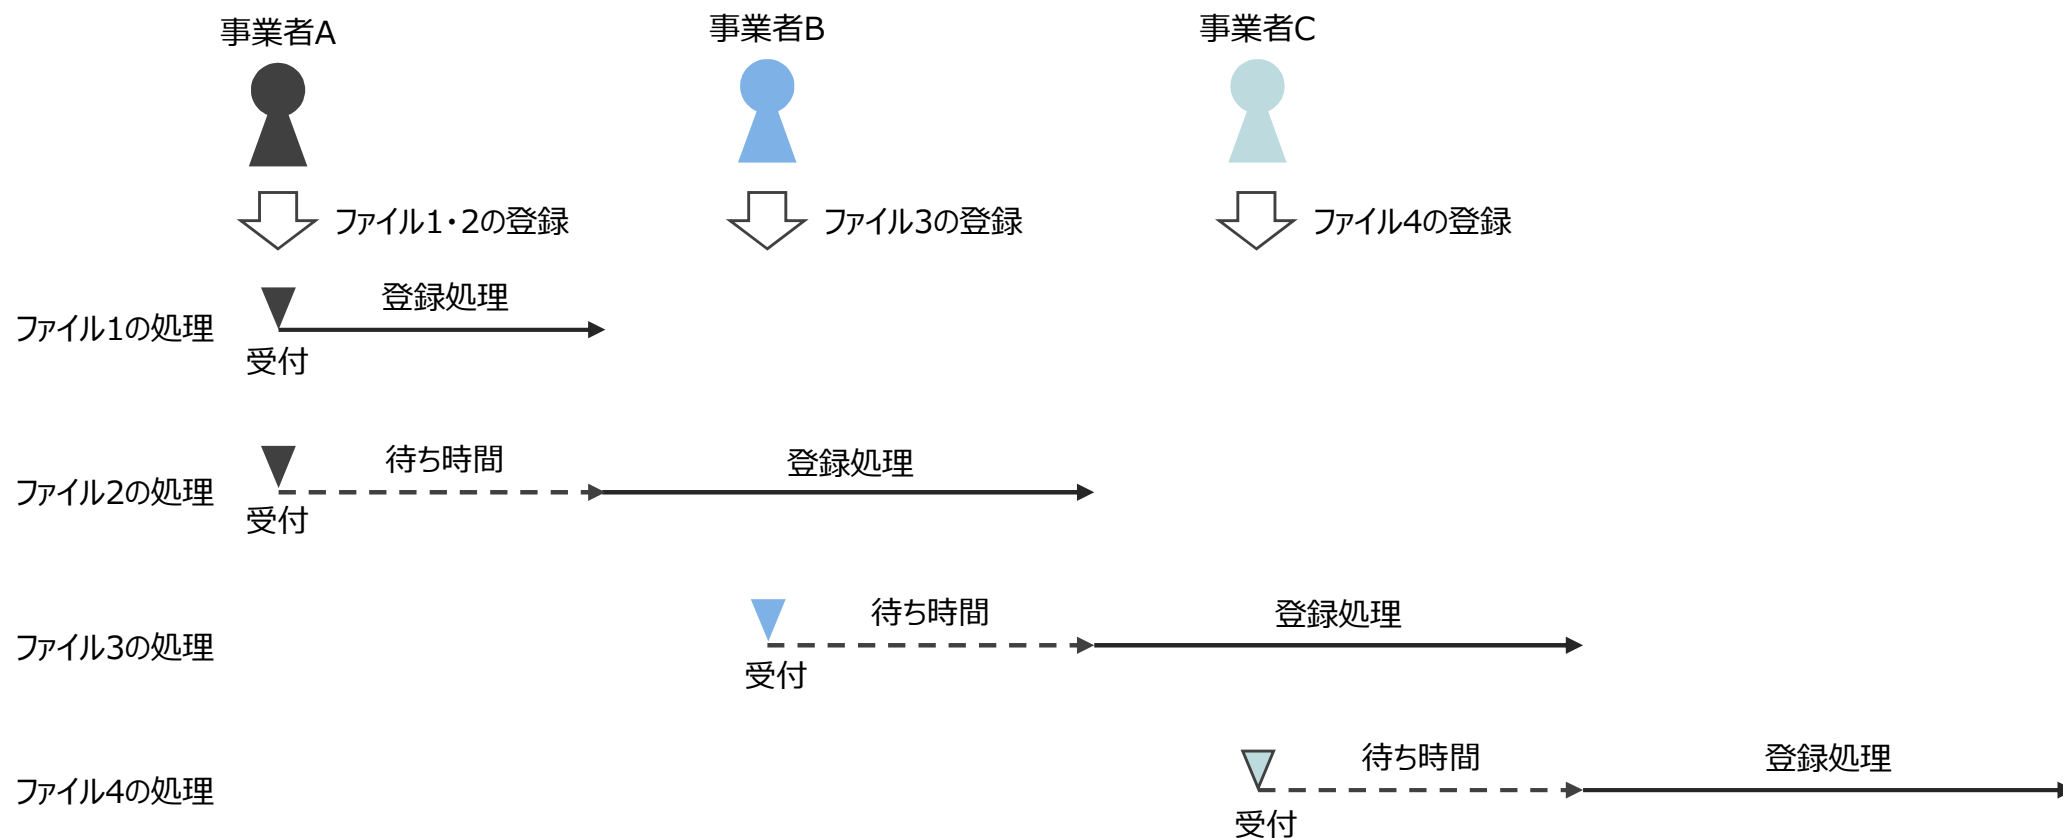 事業者A
事業者B
事業者C
ファイル1・2の登録
ファイル3の登録
ファイル4の登録
登録処理
ファイル1の処理
受付
待ち時間
登録処理
ファイル2の処理
受付
待ち時間
登録処理
ファイル3の処理
受付
待ち時間
登録処理
ファイル4の処理
受付